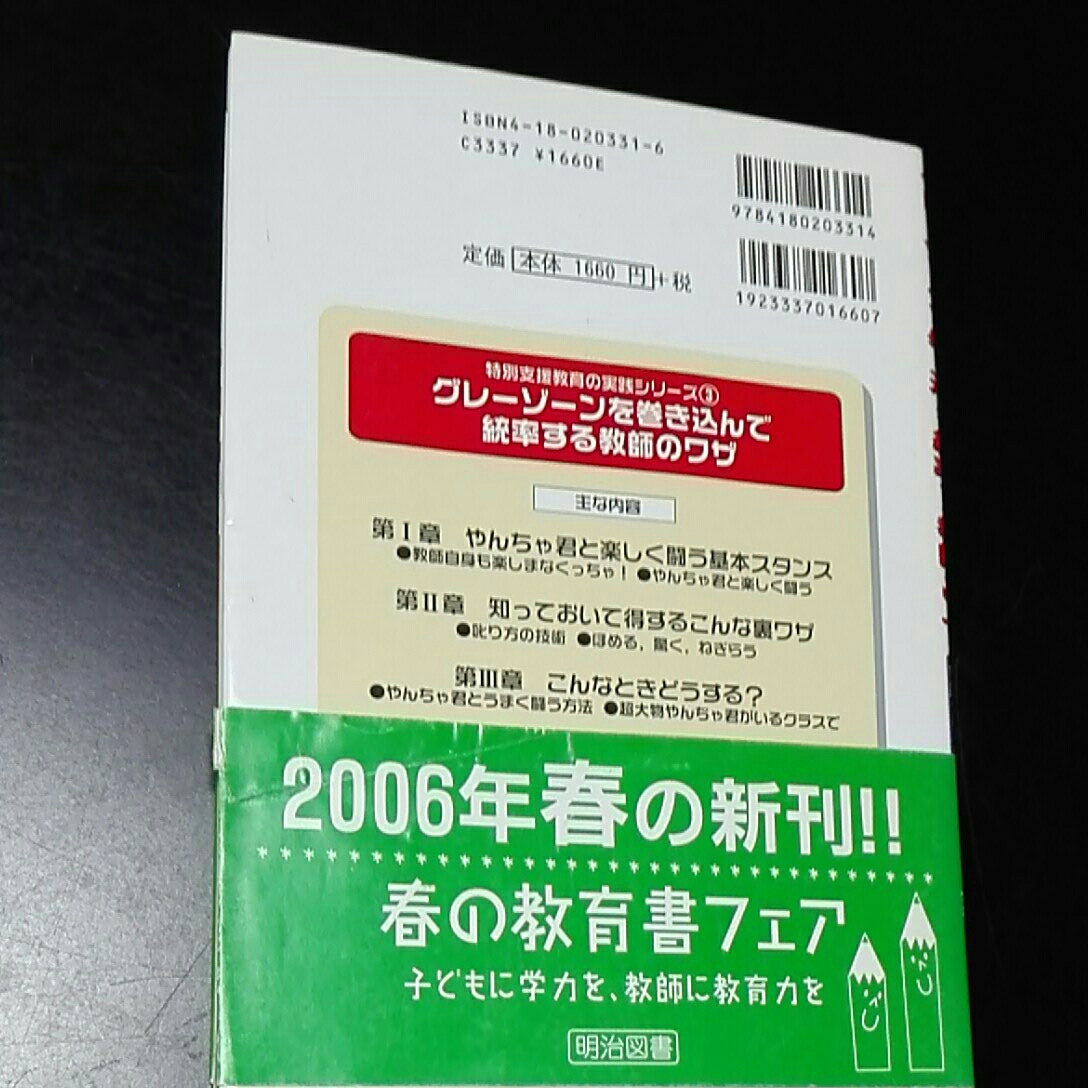 ISBN4-18-020331-6
C3337 ¥1660E
9784180203314
定価 本体 1660 円+税
1923337016607
特別支援教育の実践シリーズ③
グレーゾーンを巻き込んで
統率する教師のワザ
主な内容
第Ⅰ章 やんちゃ君と楽しく闘う基本スタンス
●教師自身も楽しまなくっちゃ! ●やんちゃ君と楽しく闘う
第Ⅱ章 知っておいて得するこんな裏ワザ
●叱り方の技術 ●ほめる，驚く，ねぎらう
第Ⅲ章 こんなときどうする?
●やんちゃ君とうまく闘う方法 ●超大物やんちゃ君がいるクラスで
2006年春の新刊!!
春の教育書フェア
子どもに学力を、教師に教育力を
明治図書